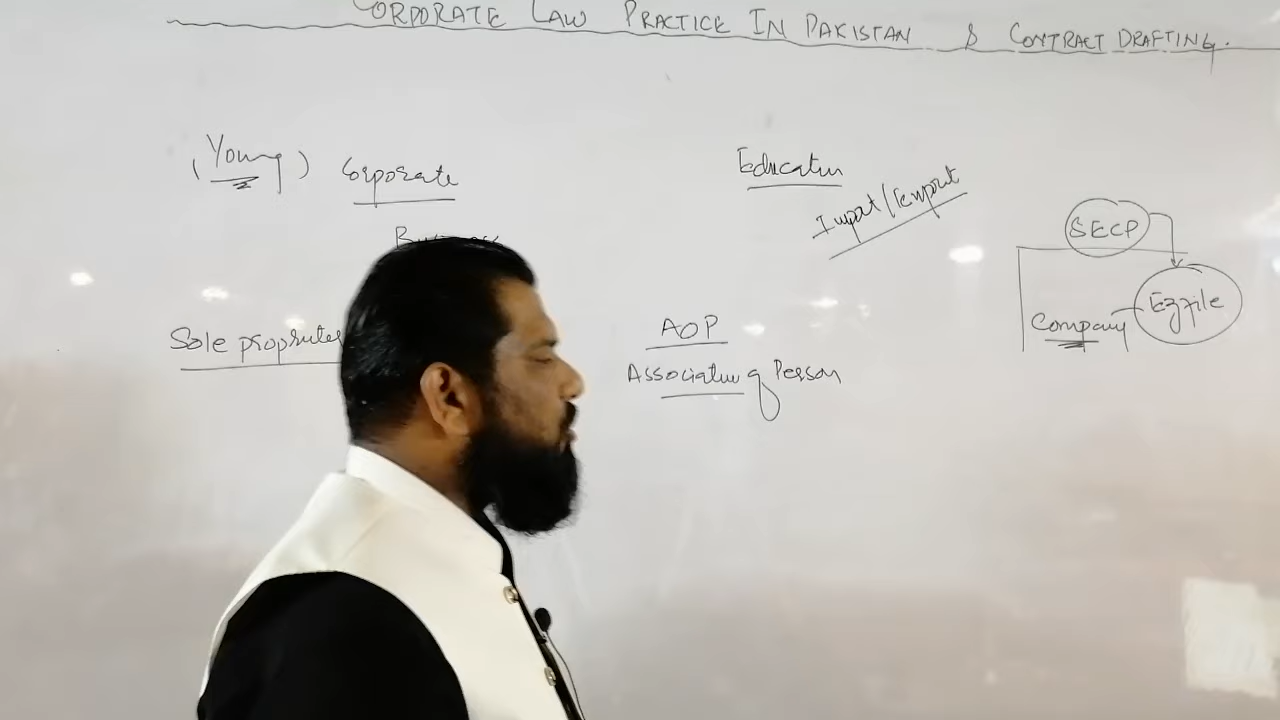 CORPORATE LAW PRACTICE IN PAKISTAN & CONTRACT DRAFTING.
(Young) Corporate
Education
Import/Export
Business
SECP
Ezfile
Company
Sole
AOP
Association of Person